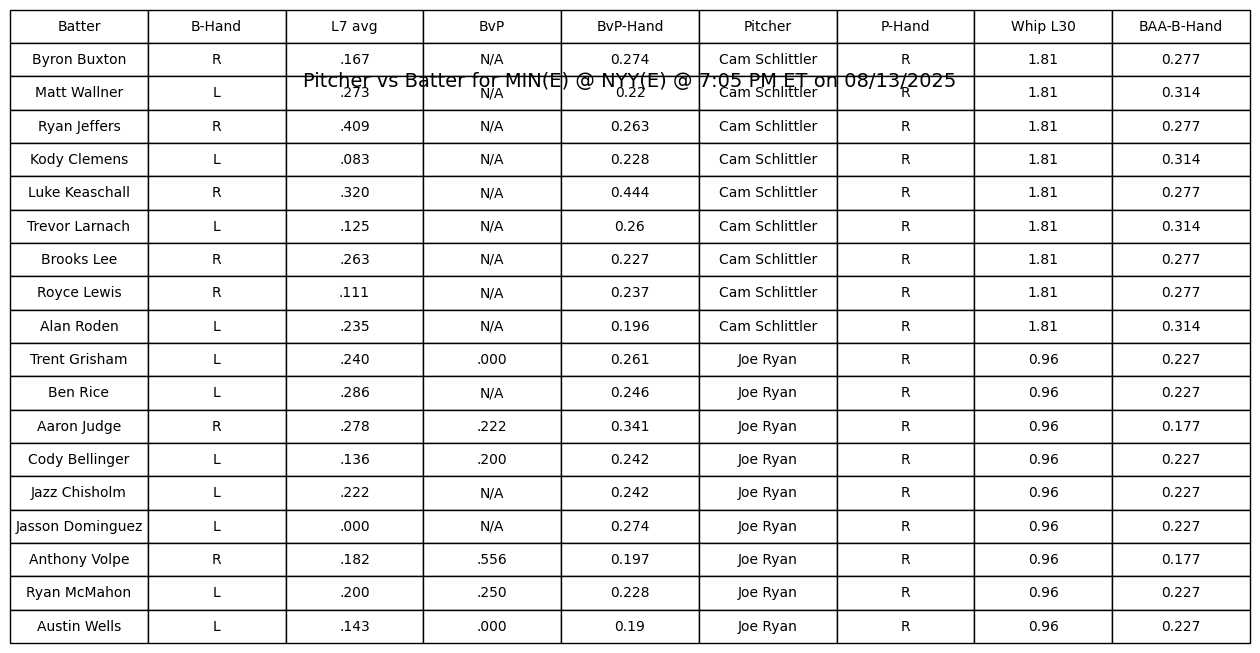 Batter B-Hand L7 avg BvP BvP-Hand Pitcher P-Hand Whip L30 BAA-B-Hand
Byron Buxton R .167 N/A 0.274 Cam Schlittler R 1.81 0.277
Pitcher vs Batter for MIN(E) @ NYY(E) @ 7:05 PM ET on 08/13/2025
Matt Wallner L .273 N/A 0.22 Cam Schlittler R 1.81 0.314
Ryan Jeffers R .409 N/A 0.263 Cam Schlittler R 1.81 0.277
Kody Clemens L .083 N/A 0.228 Cam Schlittler R 1.81 0.314
Luke Keaschall R .320 N/A 0.444 Cam Schlittler R 1.81 0.277
Trevor Larnach L .125 N/A 0.26 Cam Schlittler R 1.81 0.314
Brooks Lee R .263 N/A 0.227 Cam Schlittler R 1.81 0.277
Royce Lewis R .111 N/A 0.237 Cam Schlittler R 1.81 0.277
Alan Roden L .235 N/A 0.196 Cam Schlittler R 1.81 0.314
Trent Grisham L .240 .000 0.261 Joe Ryan R 0.96 0.227
Ben Rice L .286 N/A 0.246 Joe Ryan R 0.96 0.227
Aaron Judge R .278 .222 0.341 Joe Ryan R 0.96 0.177
Cody Bellinger L .136 .200 0.242 Joe Ryan R 0.96 0.227
Jazz Chisholm L .222 N/A 0.242 Joe Ryan R 0.96 0.227
Jasson Dominguez L .000 N/A 0.274 Joe Ryan R 0.96 0.227
Anthony Volpe R .182 .556 0.197 Joe Ryan R 0.96 0.177
Ryan McMahon L .200 .250 0.228 Joe Ryan R 0.96 0.227
Austin Wells L .143 .000 0.19 Joe Ryan R 0.96 0.227